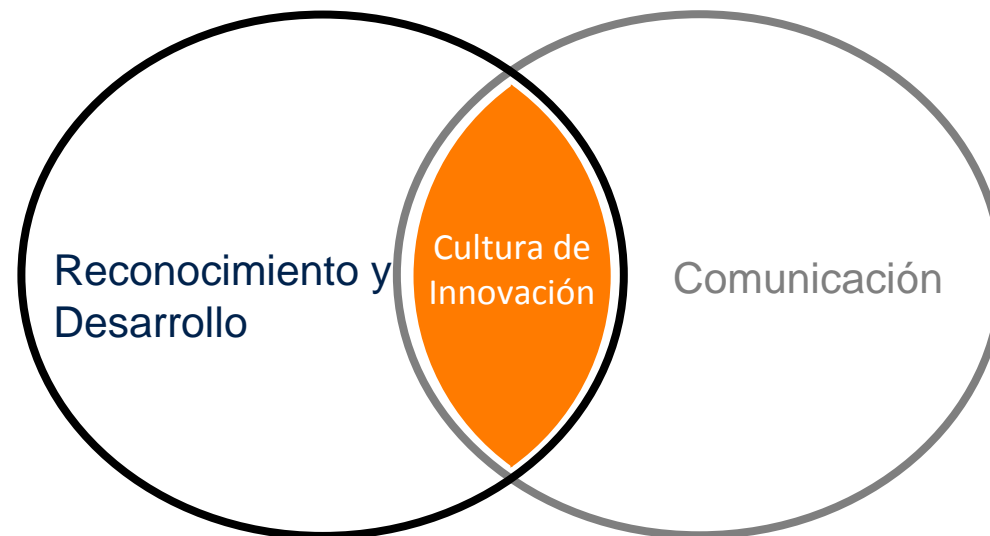 Reconocimiento y
Desarrollo
Cultura de
Innovación
Comunicación